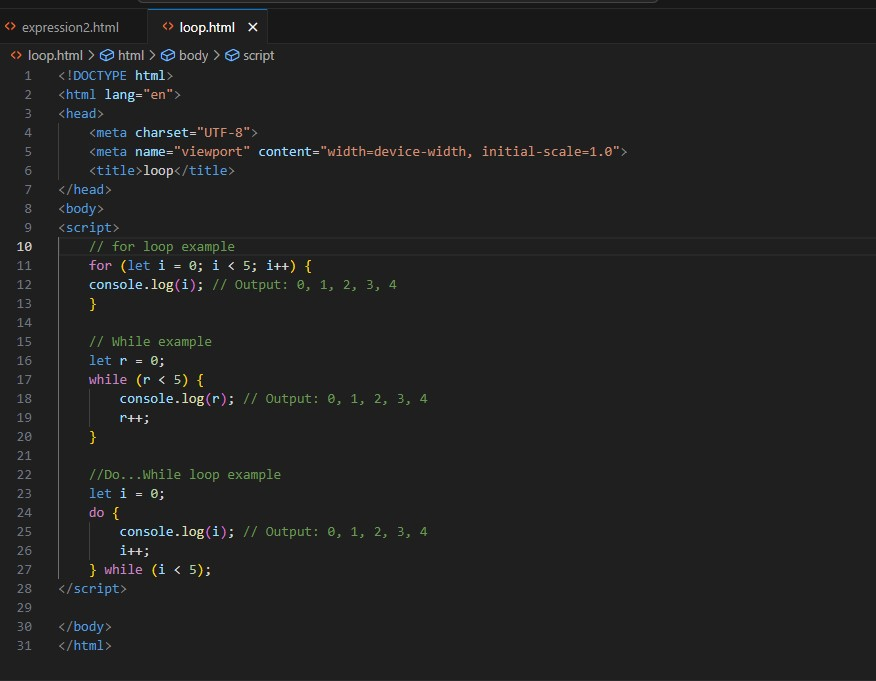 expression2.html
loop.html
loop.html > html > body > script
1 <!DOCTYPE html>
2 <html lang="en">
3 <head>
4 <meta charset="UTF-8">
5 <meta name="viewport" content="width=device-width, initial-scale=1.0">
6 <title>loop</title>
7 </head>
8 <body>
9 <script>
10 // for loop example
11 for (let i = 0; i < 5; i++) {
12 console.log(i); // Output: 0, 1, 2, 3, 4
13 }
14
15 // While example
16 let r = 0;
17 while (r < 5) {
18 console.log(r); // Output: 0, 1, 2, 3, 4
19 r++;
20 }
21
22 //Do...While loop example
23 let i = 0;
24 do {
25 console.log(i); // Output: 0, 1, 2, 3, 4
26 i++;
27 } while (i < 5);
28 </script>
29
30 </body>
31 </html>